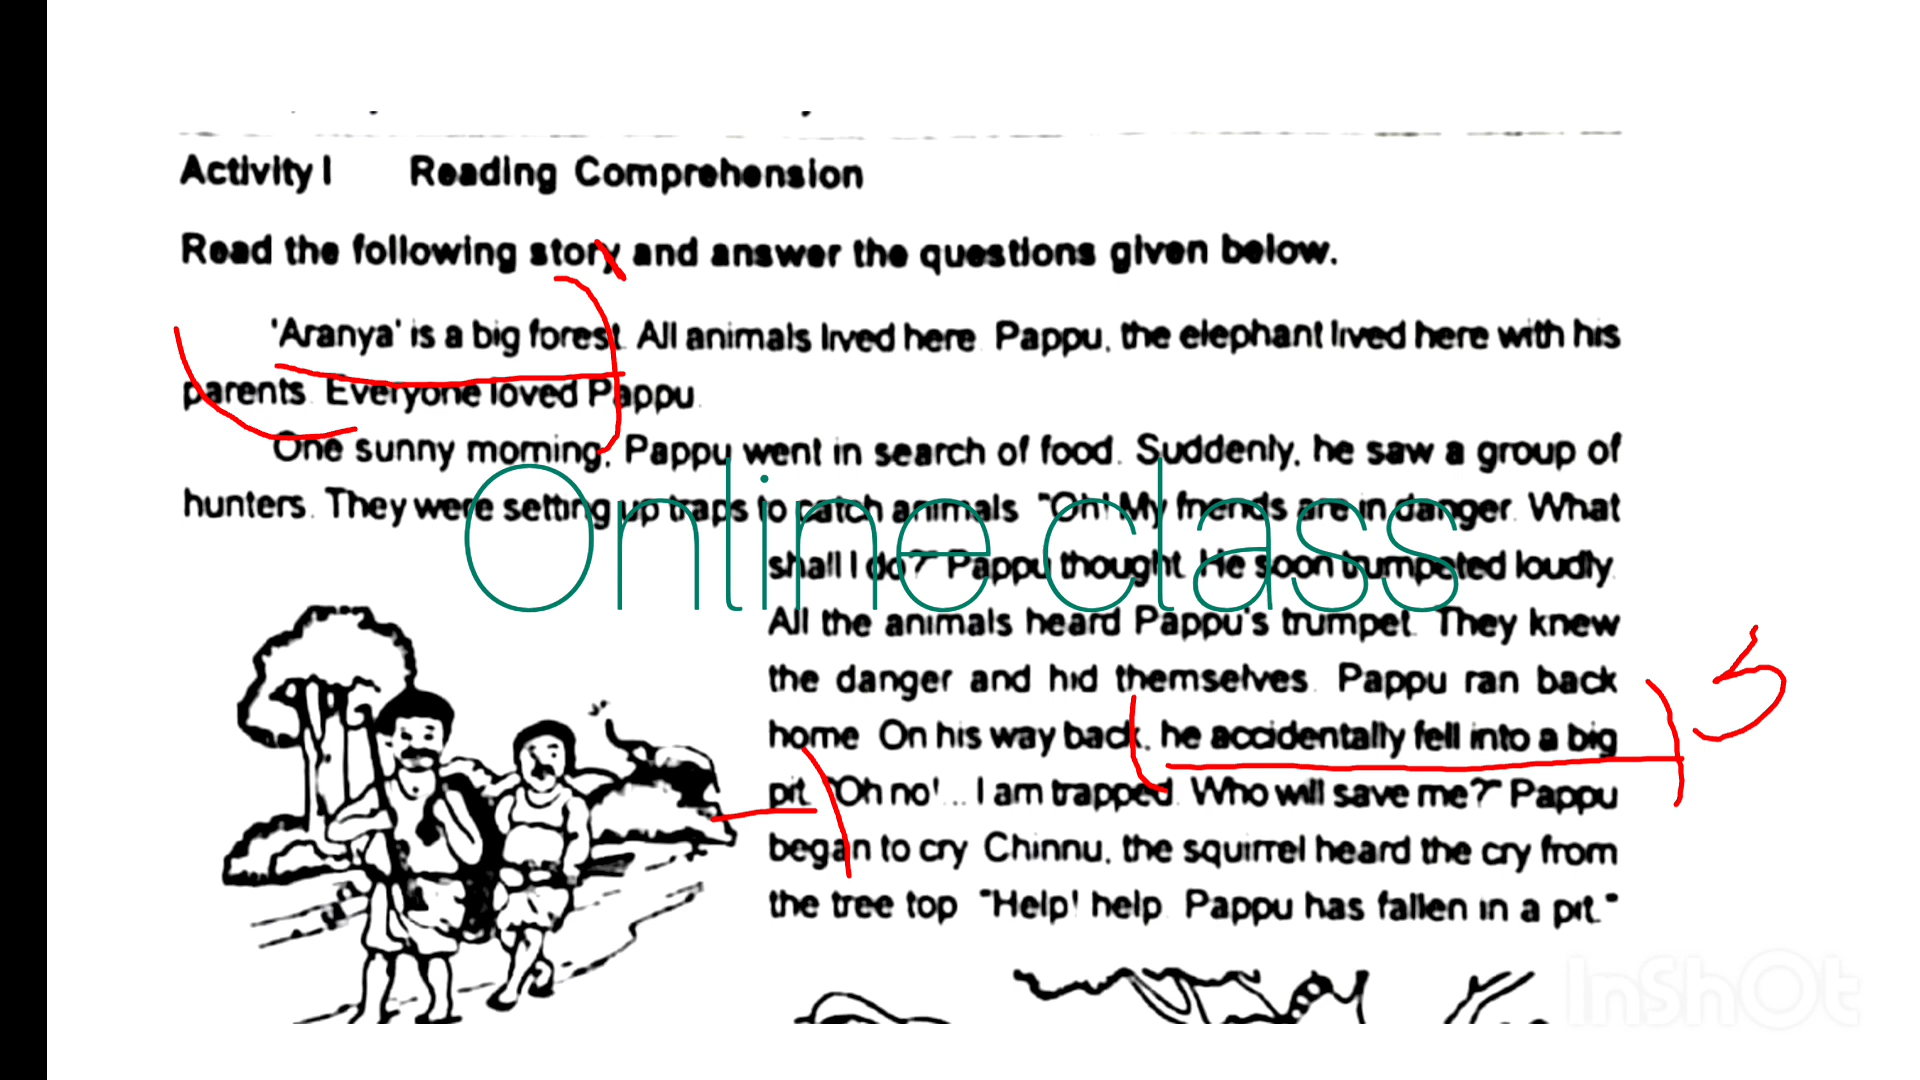 Activity I Reading Comprehension
Read the following story and answer the questions given below.
'Aranya' is a big forest. All animals lived here. Pappu, the elephant lived here with his
parents. Everyone loved Pappu.
One sunny morning, Pappu went in search of food. Suddenly, he saw a group of
hunters. They were setting up traps to catch animals. "Oh! My friends are in danger. What
shall I do?" Pappu thought. He soon trumpeted loudly.
All the animals heard Pappu's trumpet. They knew
the danger and hid themselves. Pappu ran back
home. On his way back, he accidentally fell into a big
pit. "Oh no! .. I am trapped. Who will save me?" Pappu
began to cry. Chinnu, the squirrel heard the cry from
the tree top. "Help! help. Pappu has fallen in a pit."
Online class
5
InShOt